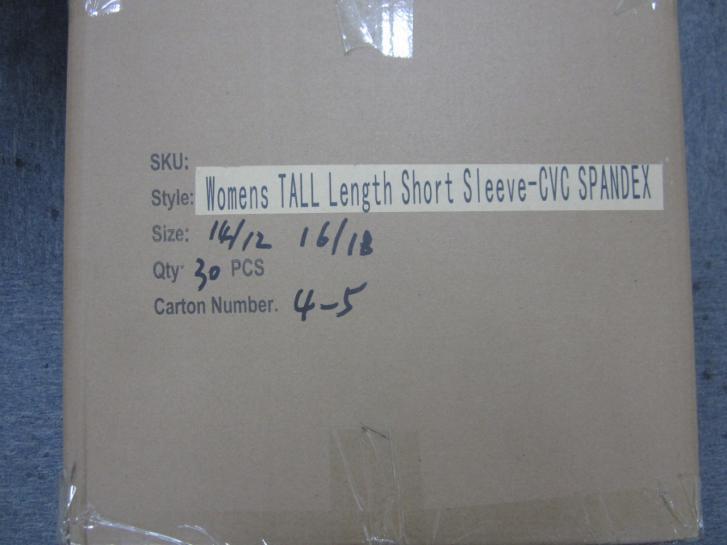 SKU:
Style: Womens TALL Length Short Sleeve-CVC SPANDEX
Size: 14/12 16/18
Qty: 30 PCS
Carton Number. 4-5